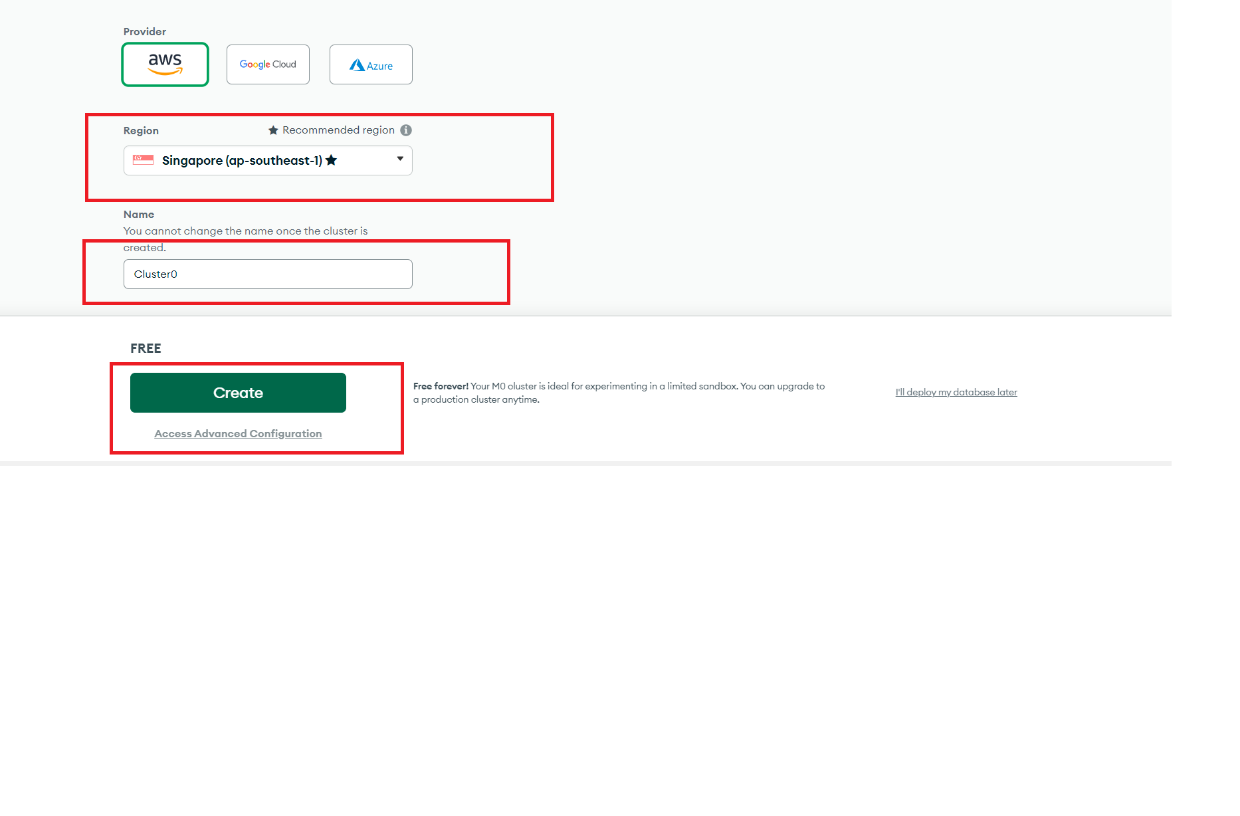 Provider
aws
Google Cloud
Azure
Region
Recommended region
Singapore (ap-southeast-1)
Name
You cannot change the name once the cluster is
created.
Cluster0
FREE
Create
Access Advanced Configuration
Free forever! Your M0 cluster is ideal for experimenting in a limited sandbox. You can upgrade to
a production cluster anytime.
I'll deploy my database later